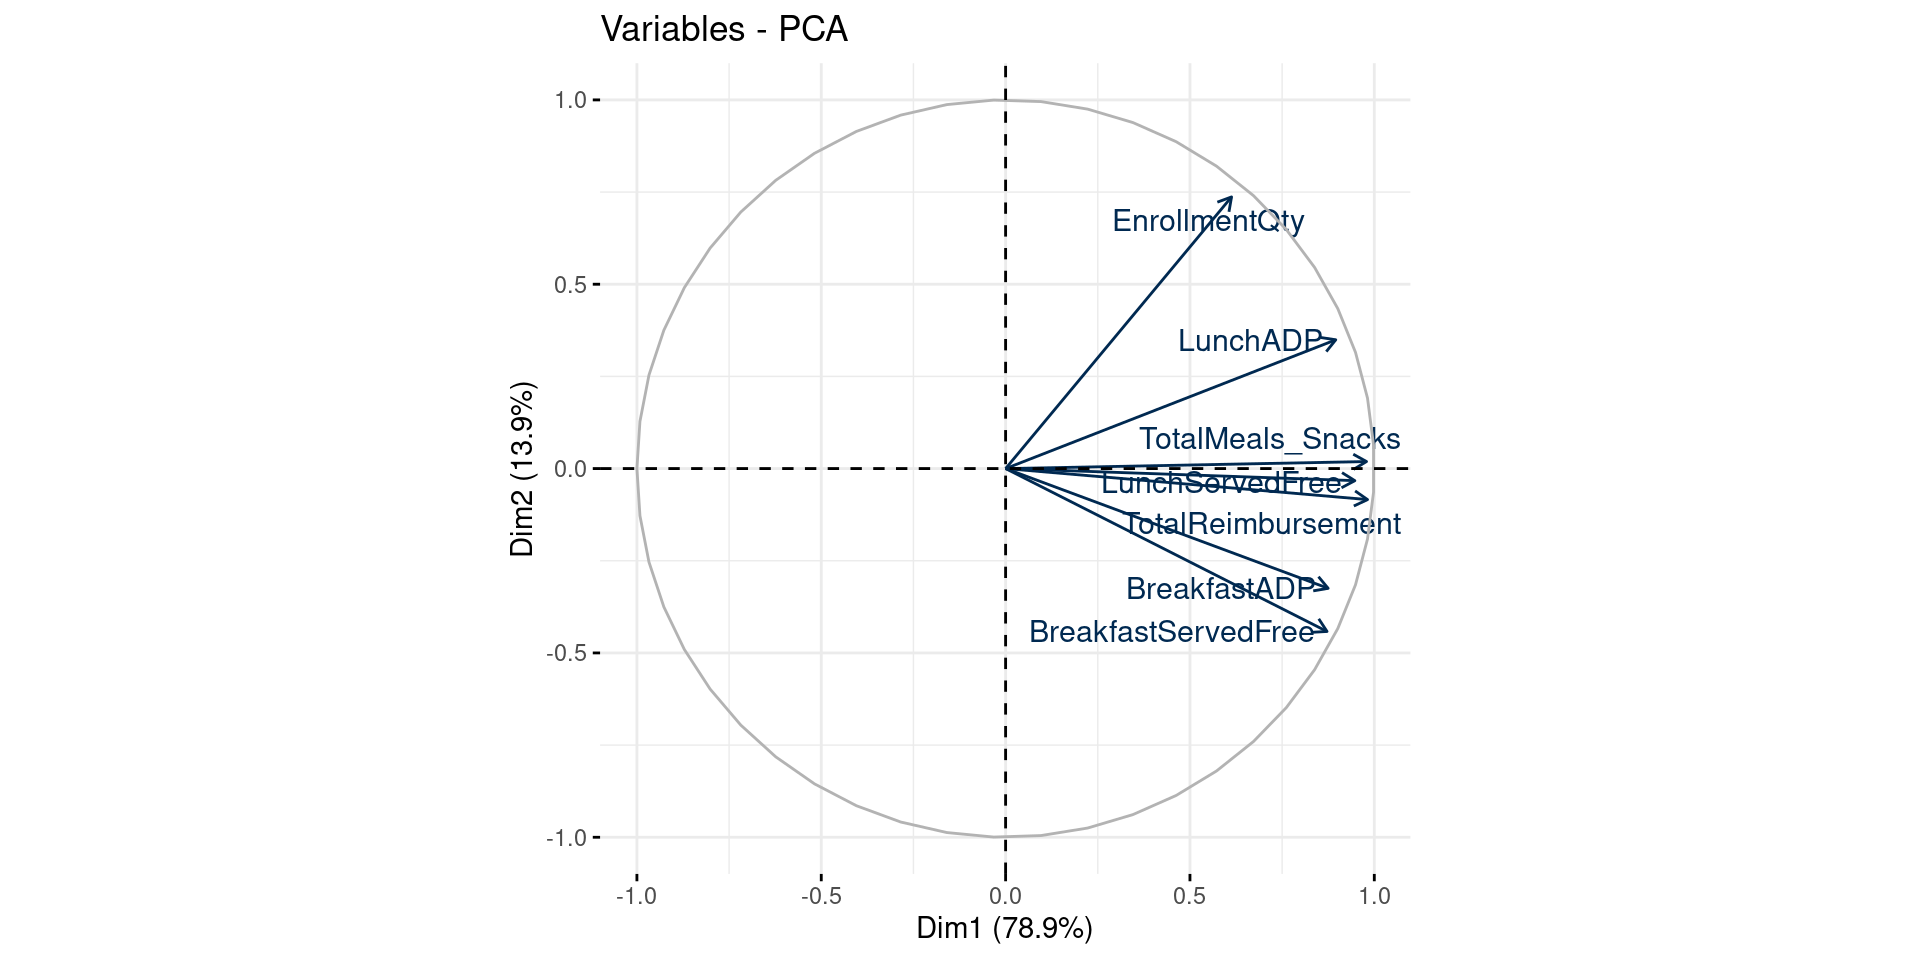 Variables - PCA
1.0
0.5
0.0
-0.5
-1.0
Dim2 (13.9%)
EnrollmentQty
LunchADP
TotalMeals_Snacks
LunchServedFree
TotalReimbursement
BreakfastADP
BreakfastServedFree
-1.0 -0.5 0.0 0.5 1.0
Dim1 (78.9%)